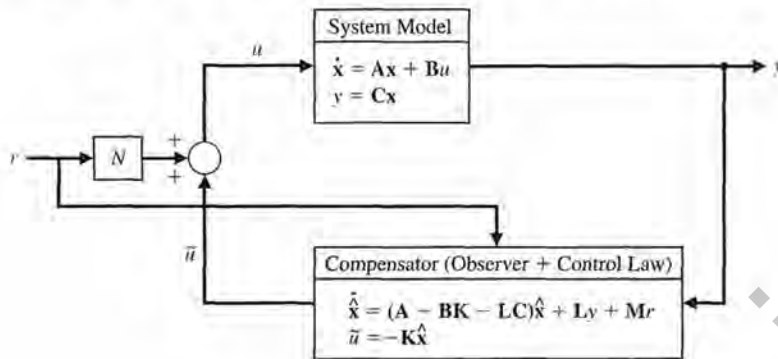 System Model
u
ẋ = Ax + Bu
y = Cx
y
r
N
+
+
ũ
Compensator (Observer + Control Law)
x̂̇ = (A − BK − LC)x̂ + Ly + Mr
ũ = −Kx̂